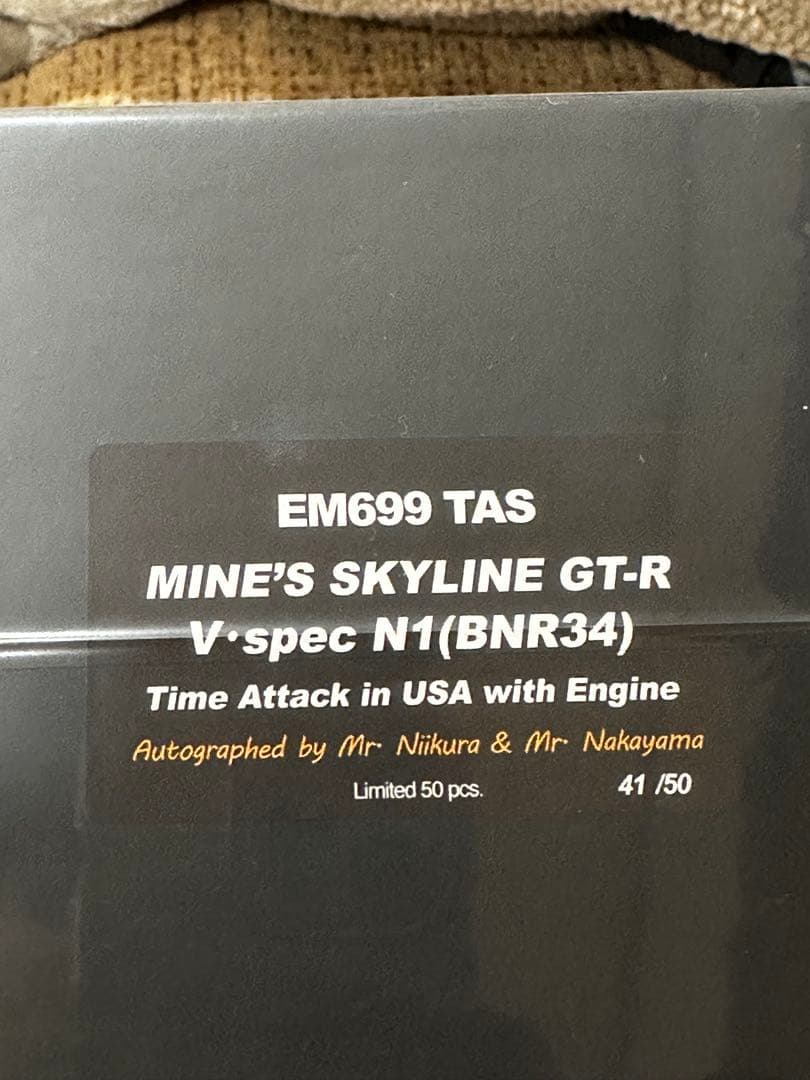 EM699 TAS
MINE'S SKYLINE GT-R
V·spec N1(BNR34)
Time Attack in USA with Engine
Autographed by Mr. Niikura & Mr. Nakayama
Limited 50 pcs. 41 /50